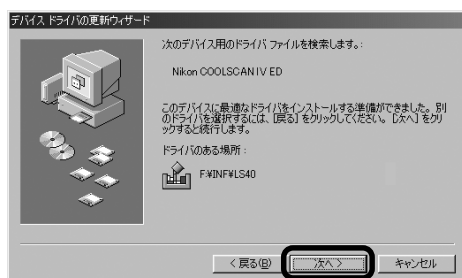 デバイス ドライバの更新ウィザード
次のデバイス用のドライバ ファイルを検索します。:
Nikon COOLSCAN IV ED
このデバイスに最適なドライバをインストールする準備ができました。別
のドライバを選択するには、[戻る] をクリックしてください。[次へ] をクリ
ックすると続行します。
ドライバのある場所:
F:¥INF¥LS40
< 戻る(B)
次へ >
キャンセル